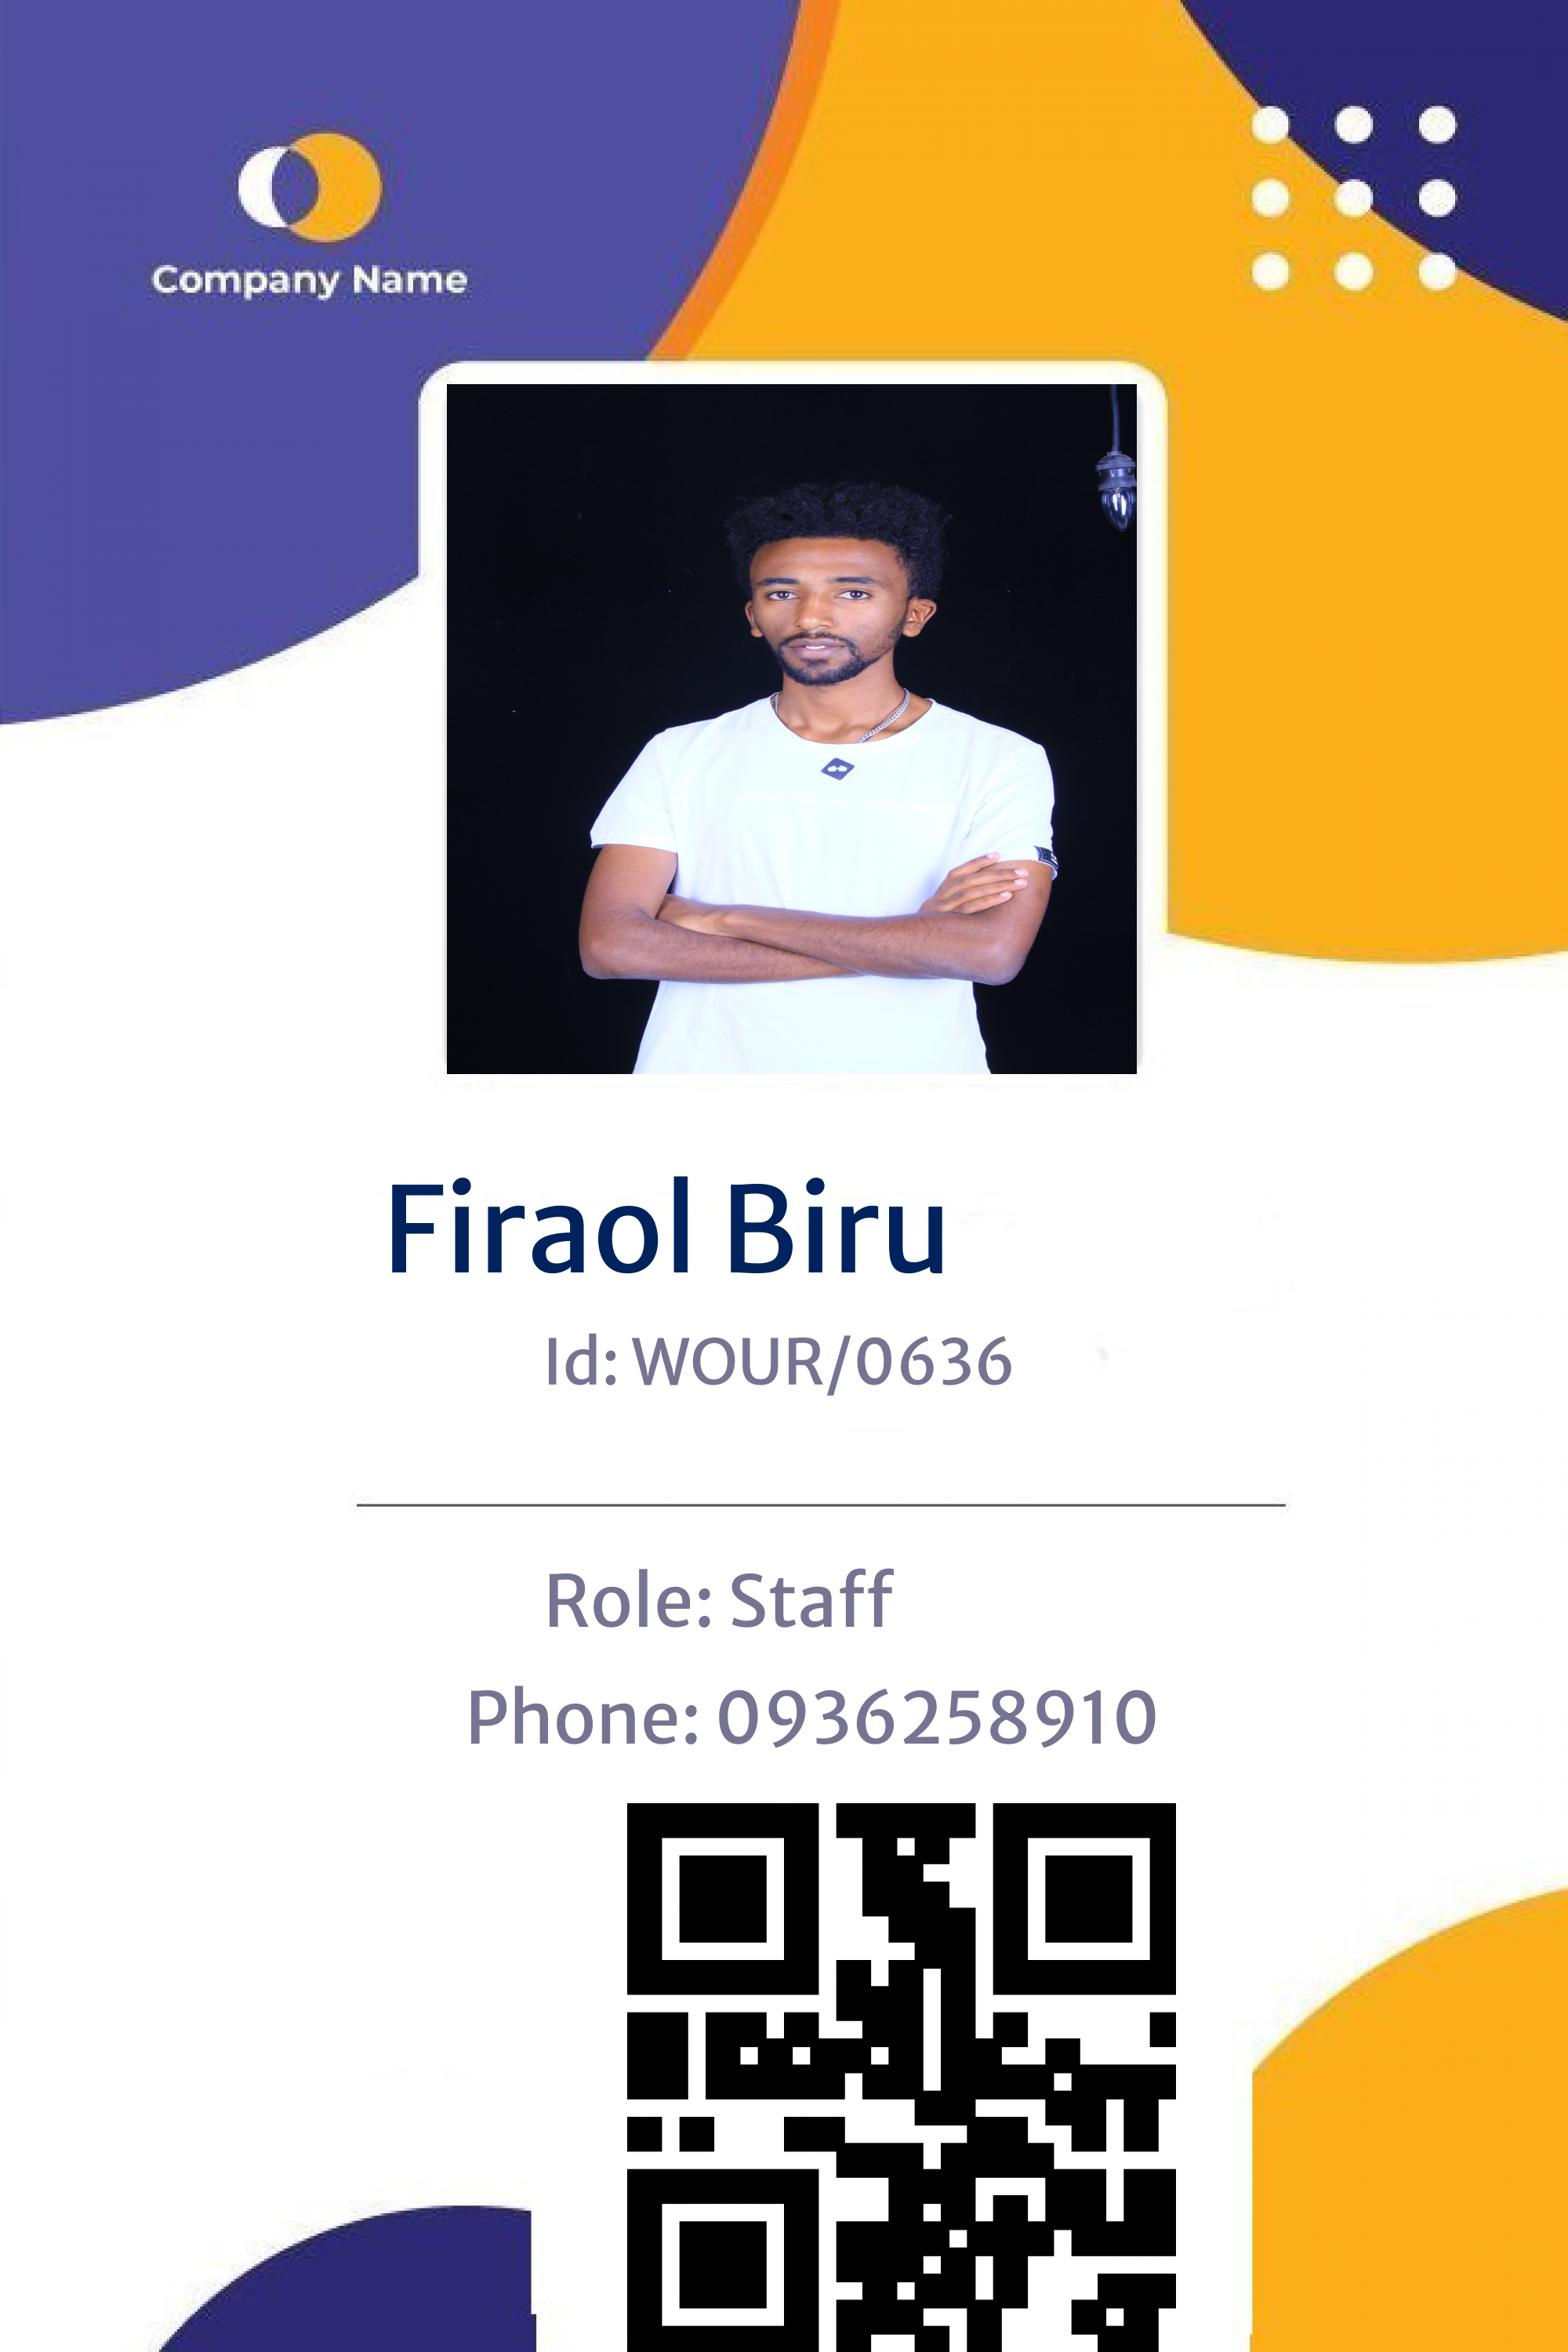 Company Name
Firaol Biru
Id: WOUR/0636
Role: Staff
Phone: 0936258910